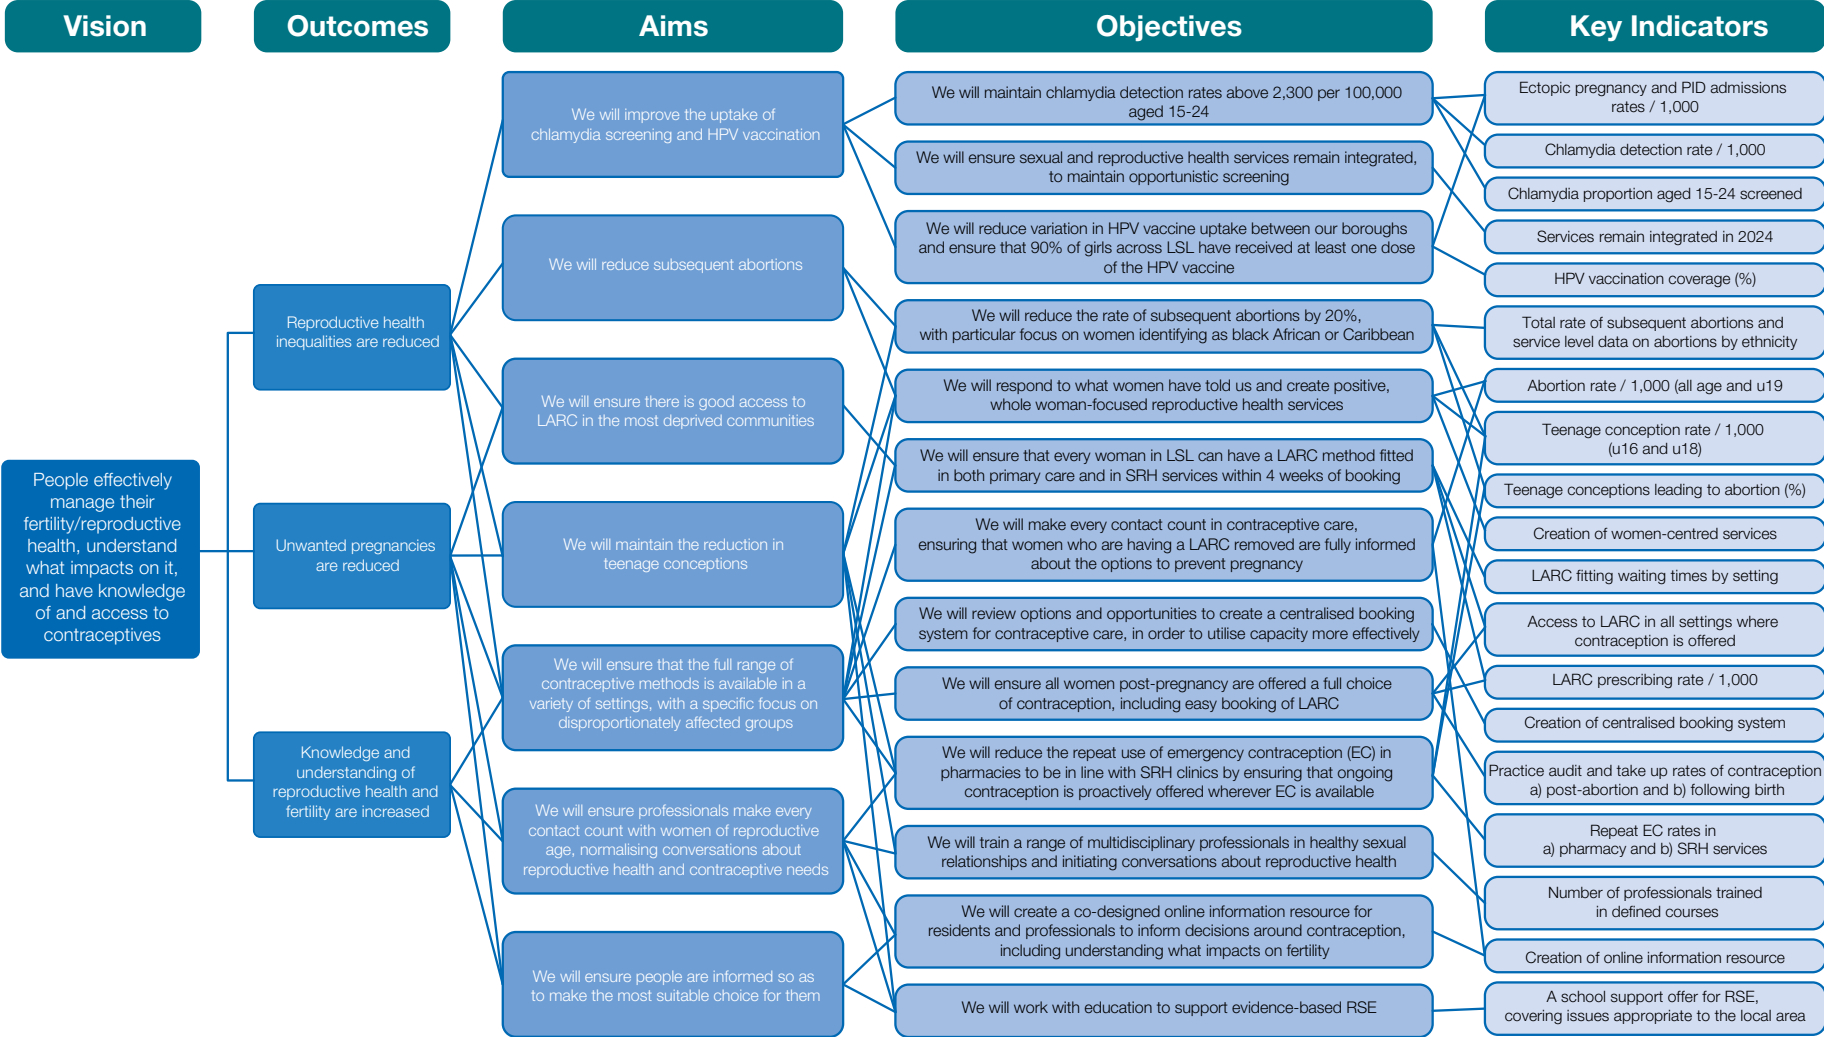 Vision
Outcomes
Aims
Objectives
Key Indicators
People effectively
manage their
fertility/reproductive
health, understand
what impacts on it,
and have knowledge
of and access to
contraceptives
Reproductive health
inequalities are reduced
Unwanted pregnancies
are reduced
Knowledge and
understanding of
reproductive health and
fertility are increased
We will improve the uptake of
chlamydia screening and HPV vaccination
We will reduce subsequent abortions
We will ensure there is good access to
LARC in the most deprived communities
We will maintain the reduction in
teenage conceptions
We will ensure that the full range of
contraceptive methods is available in a
variety of settings, with a specific focus on
disproportionately affected groups
We will ensure professionals make every
contact count with women of reproductive
age, normalising conversations about
reproductive health and contraceptive needs
We will ensure people are informed so as
to make the most suitable choice for them
We will maintain chlamydia detection rates above 2,300 per 100,000
aged 15-24
We will ensure sexual and reproductive health services remain integrated,
to maintain opportunistic screening
We will reduce variation in HPV vaccine uptake between our boroughs
and ensure that 90% of girls across LSL have received at least one dose
of the HPV vaccine
We will reduce the rate of subsequent abortions by 20%,
with particular focus on women identifying as black African or Caribbean
We will respond to what women have told us and create positive,
whole woman-focused reproductive health services
We will ensure that every woman in LSL can have a LARC method fitted
in both primary care and in SRH services within 4 weeks of booking
We will make every contact count in contraceptive care,
ensuring that women who are having a LARC removed are fully informed
about the options to prevent pregnancy
We will review options and opportunities to create a centralised booking
system for contraceptive care, in order to utilise capacity more effectively
We will ensure all women post-pregnancy are offered a full choice
of contraception, including easy booking of LARC
We will reduce the repeat use of emergency contraception (EC) in
pharmacies to be in line with SRH clinics by ensuring that ongoing
contraception is proactively offered wherever EC is available
We will train a range of multidisciplinary professionals in healthy sexual
relationships and initiating conversations about reproductive health
We will create a co-designed online information resource for
residents and professionals to inform decisions around contraception,
including understanding what impacts on fertility
We will work with education to support evidence-based RSE
Ectopic pregnancy and PID admissions
rates / 1,000
Chlamydia detection rate / 1,000
Chlamydia proportion aged 15-24 screened
Services remain integrated in 2024
HPV vaccination coverage (%)
Total rate of subsequent abortions and
service level data on abortions by ethnicity
Abortion rate / 1,000 (all age and u19
Teenage conception rate / 1,000
(u16 and u18)
Teenage conceptions leading to abortion (%)
Creation of women-centred services
LARC fitting waiting times by setting
Access to LARC in all settings where
contraception is offered
LARC prescribing rate / 1,000
Creation of centralised booking system
Practice audit and take up rates of contraception
a) post-abortion and b) following birth
Repeat EC rates in
a) pharmacy and b) SRH services
Number of professionals trained
in defined courses
Creation of online information resource
A school support offer for RSE,
covering issues appropriate to the local area